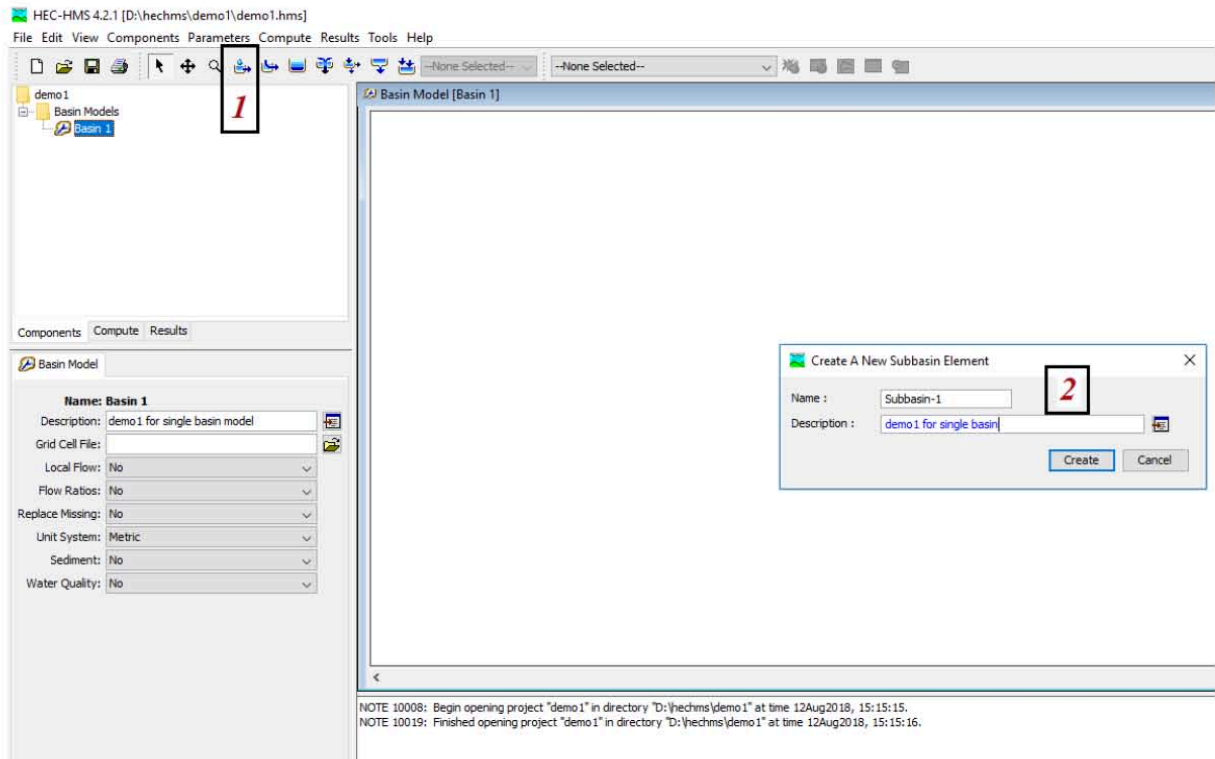 HEC-HMS 4.2.1 [D:\hechms\demo1\demo1.hms]
File Edit View Components Parameters Compute Results Tools Help
--None Selected-- --None Selected--
1
demo1
Basin Models
Basin 1
Components Compute Results
Basin Model [Basin 1]
Create A New Subbasin Element
2
Name : Subbasin-1
Description : demo1 for single basin
Create Cancel
Basin Model
Name: Basin 1
Description: demo1 for single basin model
Grid Cell File:
Local Flow: No
Flow Ratios: No
Replace Missing: No
Unit System: Metric
Sediment: No
Water Quality: No
NOTE 10008: Begin opening project "demo1" in directory "D:\hechms\demo1" at time 12Aug2018, 15:15:15.
NOTE 10019: Finished opening project "demo1" in directory "D:\hechms\demo1" at time 12Aug2018, 15:15:16.